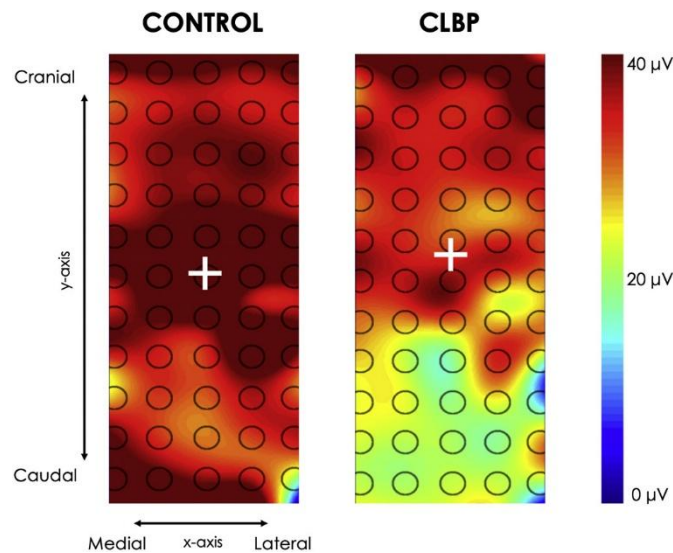 CONTROL
CLBP
Cranial
y-axis
Caudal
Medial
x-axis
Lateral
40 µV
20 µV
0 µV